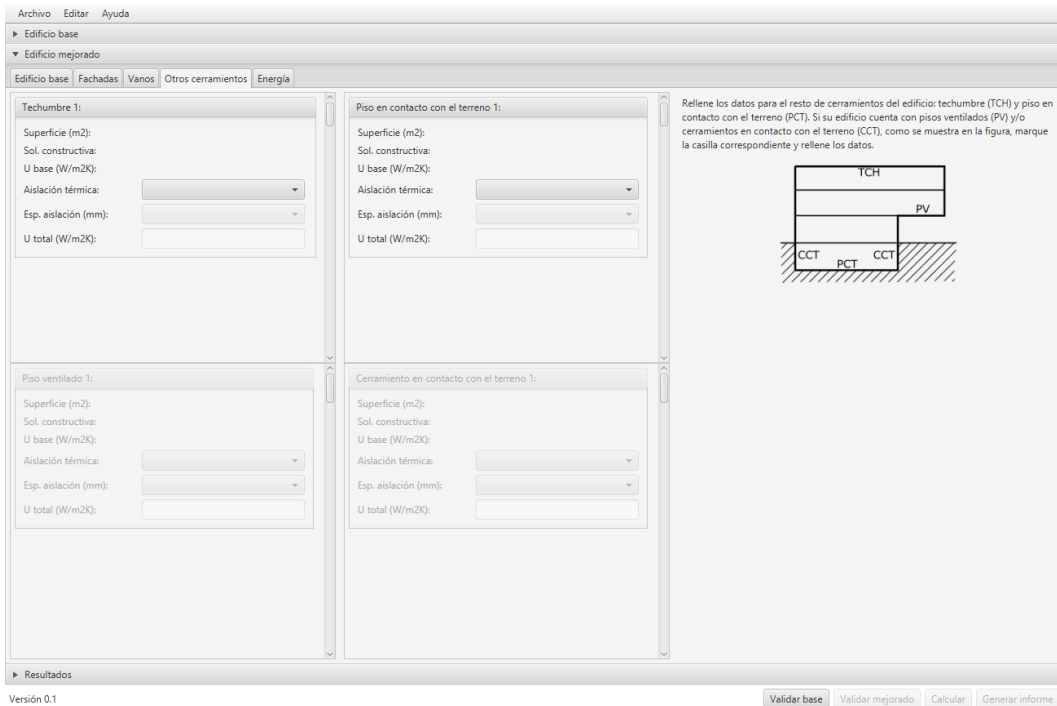 Archivo Editar Ayuda
Edificio base
Edificio mejorado
Edificio base Fachadas Vanos Otros cerramientos Energía
Techumbre 1:
Superficie (m2):
Sol. constructiva:
U base (W/m2K):
Aislación térmica:
Esp. aislación (mm):
U total (W/m2K):
Piso en contacto con el terreno 1:
Superficie (m2):
Sol. constructiva:
U base (W/m2K):
Aislación térmica:
Esp. aislación (mm):
U total (W/m2K):
Rellene los datos para el resto de cerramientos del edificio: techumbre (TCH) y piso en
contacto con el terreno (PCT). Si su edificio cuenta con pisos ventilados (PV) y/o
cerramientos en contacto con el terreno (CCT), como se muestra en la figura, marque
la casilla correspondiente y rellene los datos.
TCH
PV
CCT PCT CCT
Piso ventilado 1:
Superficie (m2):
Sol. constructiva:
U base (W/m2K):
Aislación térmica:
Esp. aislación (mm):
U total (W/m2K):
Cerramiento en contacto con el terreno 1:
Superficie (m2):
Sol. constructiva:
U base (W/m2K):
Aislación térmica:
Esp. aislación (mm):
U total (W/m2K):
Resultados
Versión 0.1
Validar base Validar mejorado Calcular Generar informe